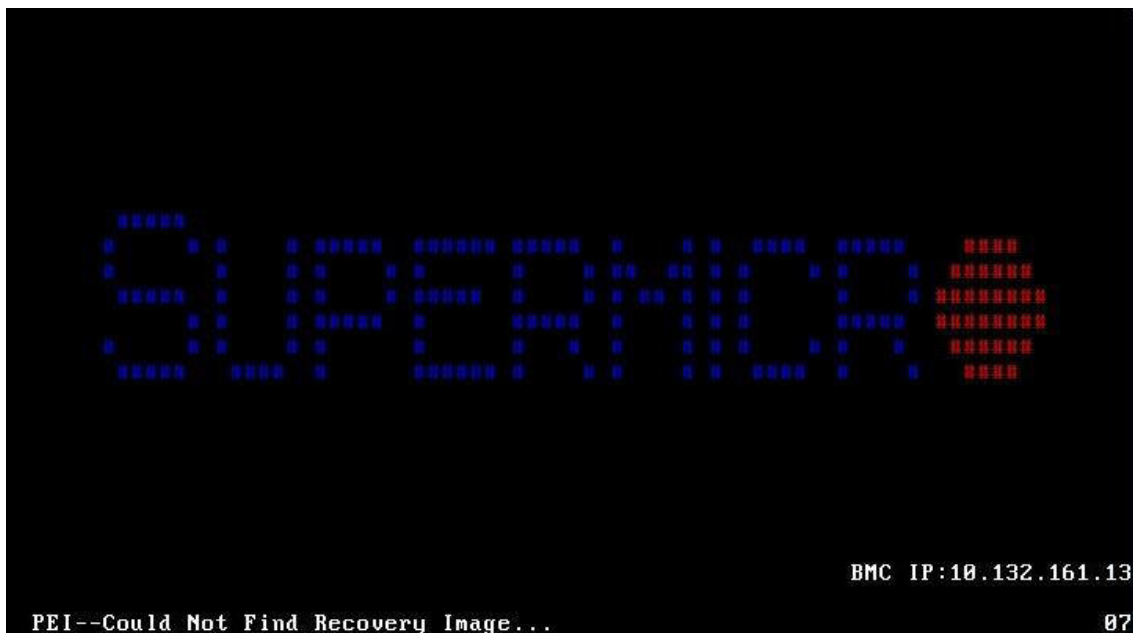 SUPERMICRO
BMC IP:10.132.161.13
PEI--Could Not Find Recovery Image... 07